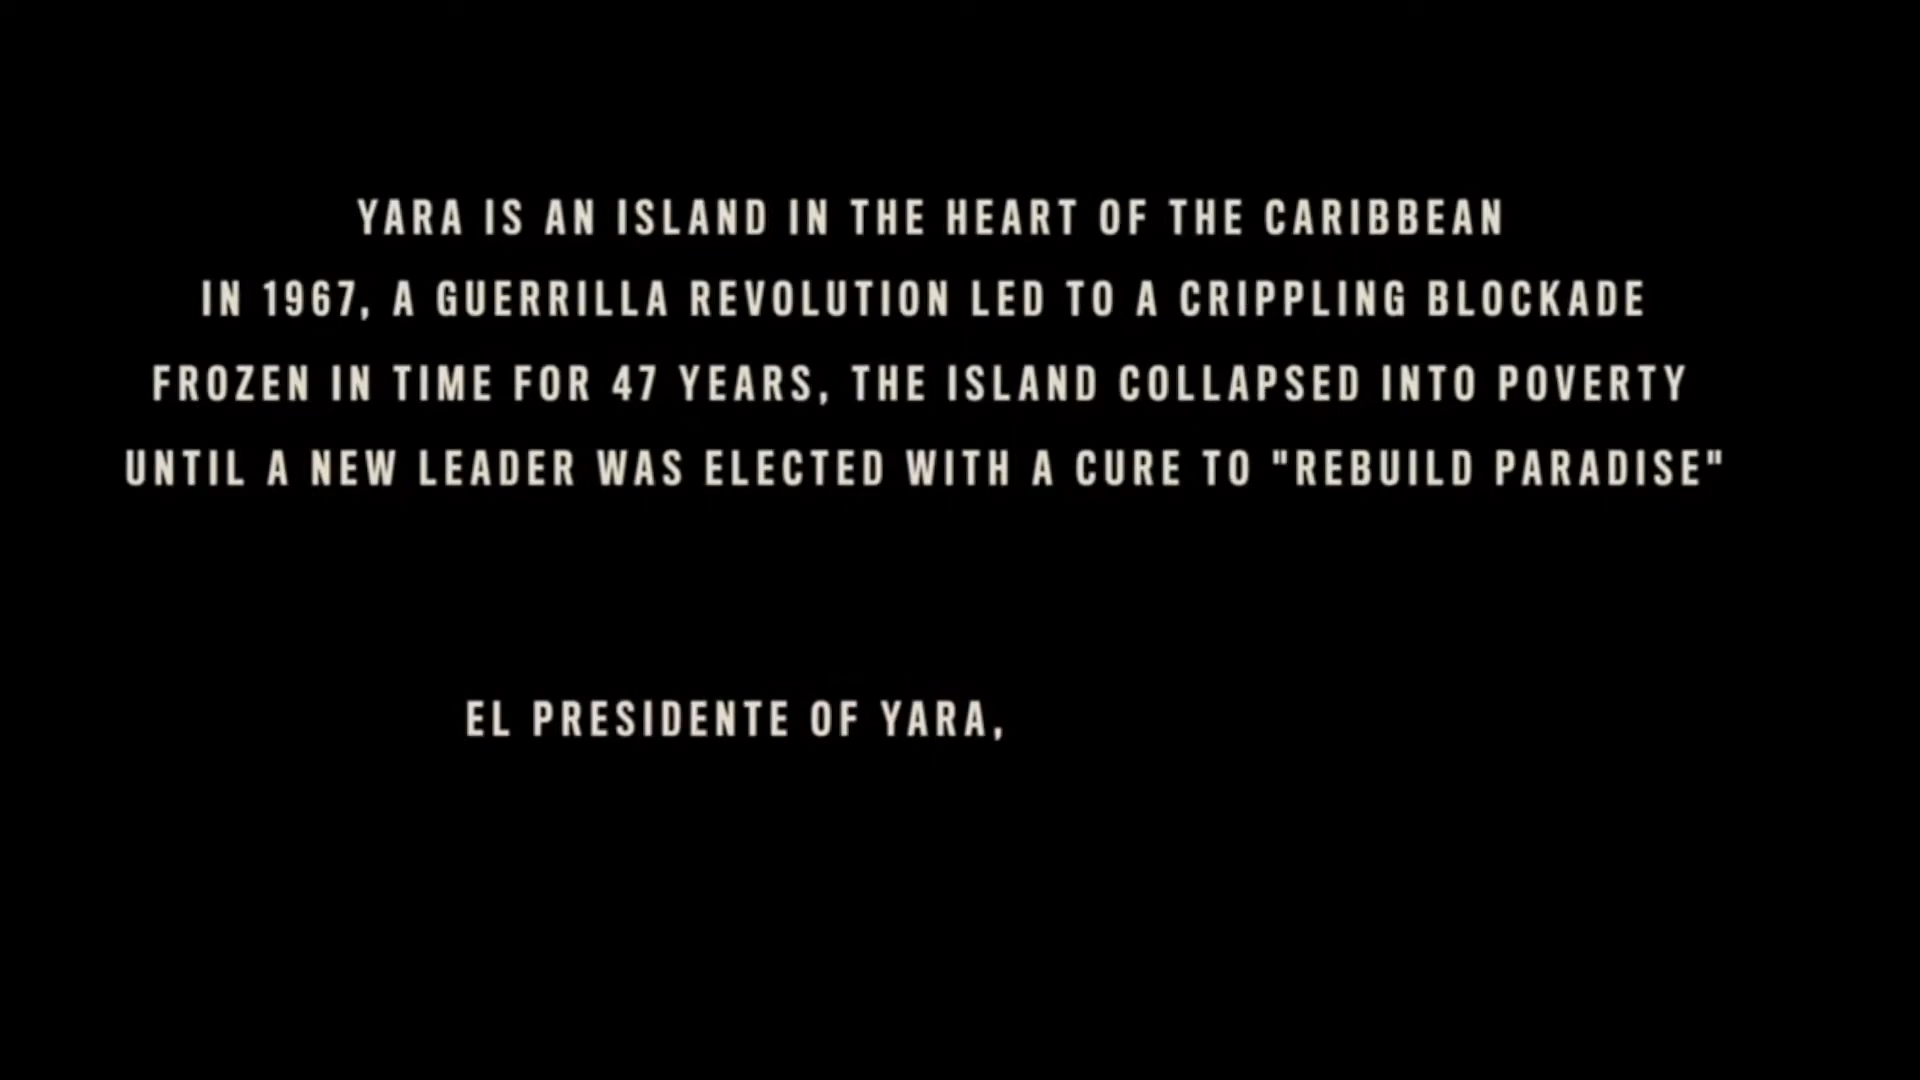 YARA IS AN ISLAND IN THE HEART OF THE CARIBBEAN
IN 1967, A GUERRILLA REVOLUTION LED TO A CRIPPLING BLOCKADE
FROZEN IN TIME FOR 47 YEARS, THE ISLAND COLLAPSED INTO POVERTY
UNTIL A NEW LEADER WAS ELECTED WITH A CURE TO "REBUILD PARADISE"
EL PRESIDENTE OF YARA,